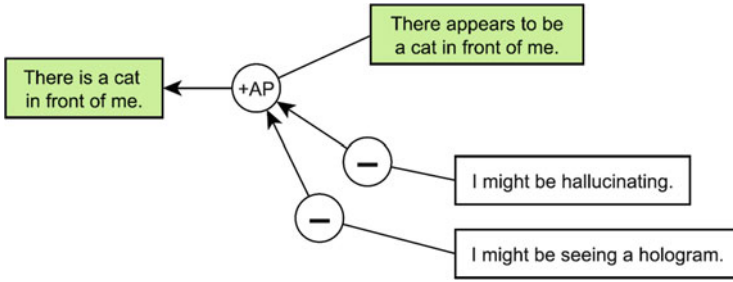 There appears to be
a cat in front of me.
There is a cat
in front of me.
+AP
–
I might be hallucinating.
–
I might be seeing a hologram.